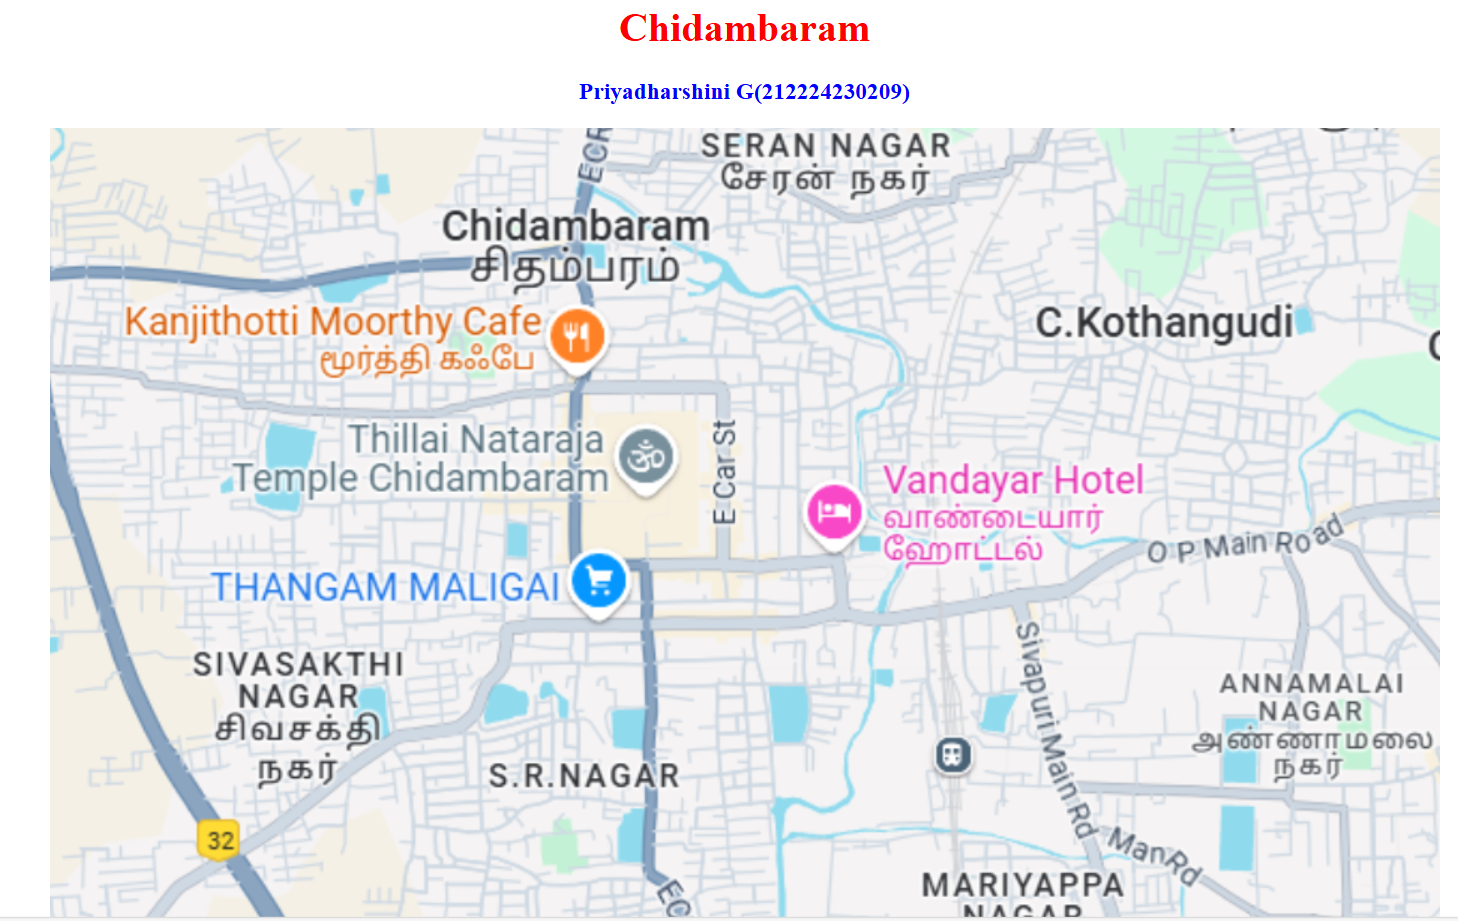 Chidambaram
Priyadharshini G(212224230209)
ECR
SERAN NAGAR
சேரன் நகர்
Chidambaram
சிதம்பரம்
Kanjithotti Moorthy Cafe
மூர்த்தி கஃபே
C.Kothangudi
Thillai Nataraja
Temple Chidambaram
E Car St
Vandayar Hotel
வாண்டையார்
ஹோட்டல்
O P Main Road
THANGAM MALIGAI
SIVASAKTHI
NAGAR
சிவசக்தி
நகர்
Sivapuri Main Rd
ANNAMALAI
NAGAR
அண்ணாமலை
நகர்
S.R.NAGAR
32
Man Rd
MARIYAPPA
NAGAR